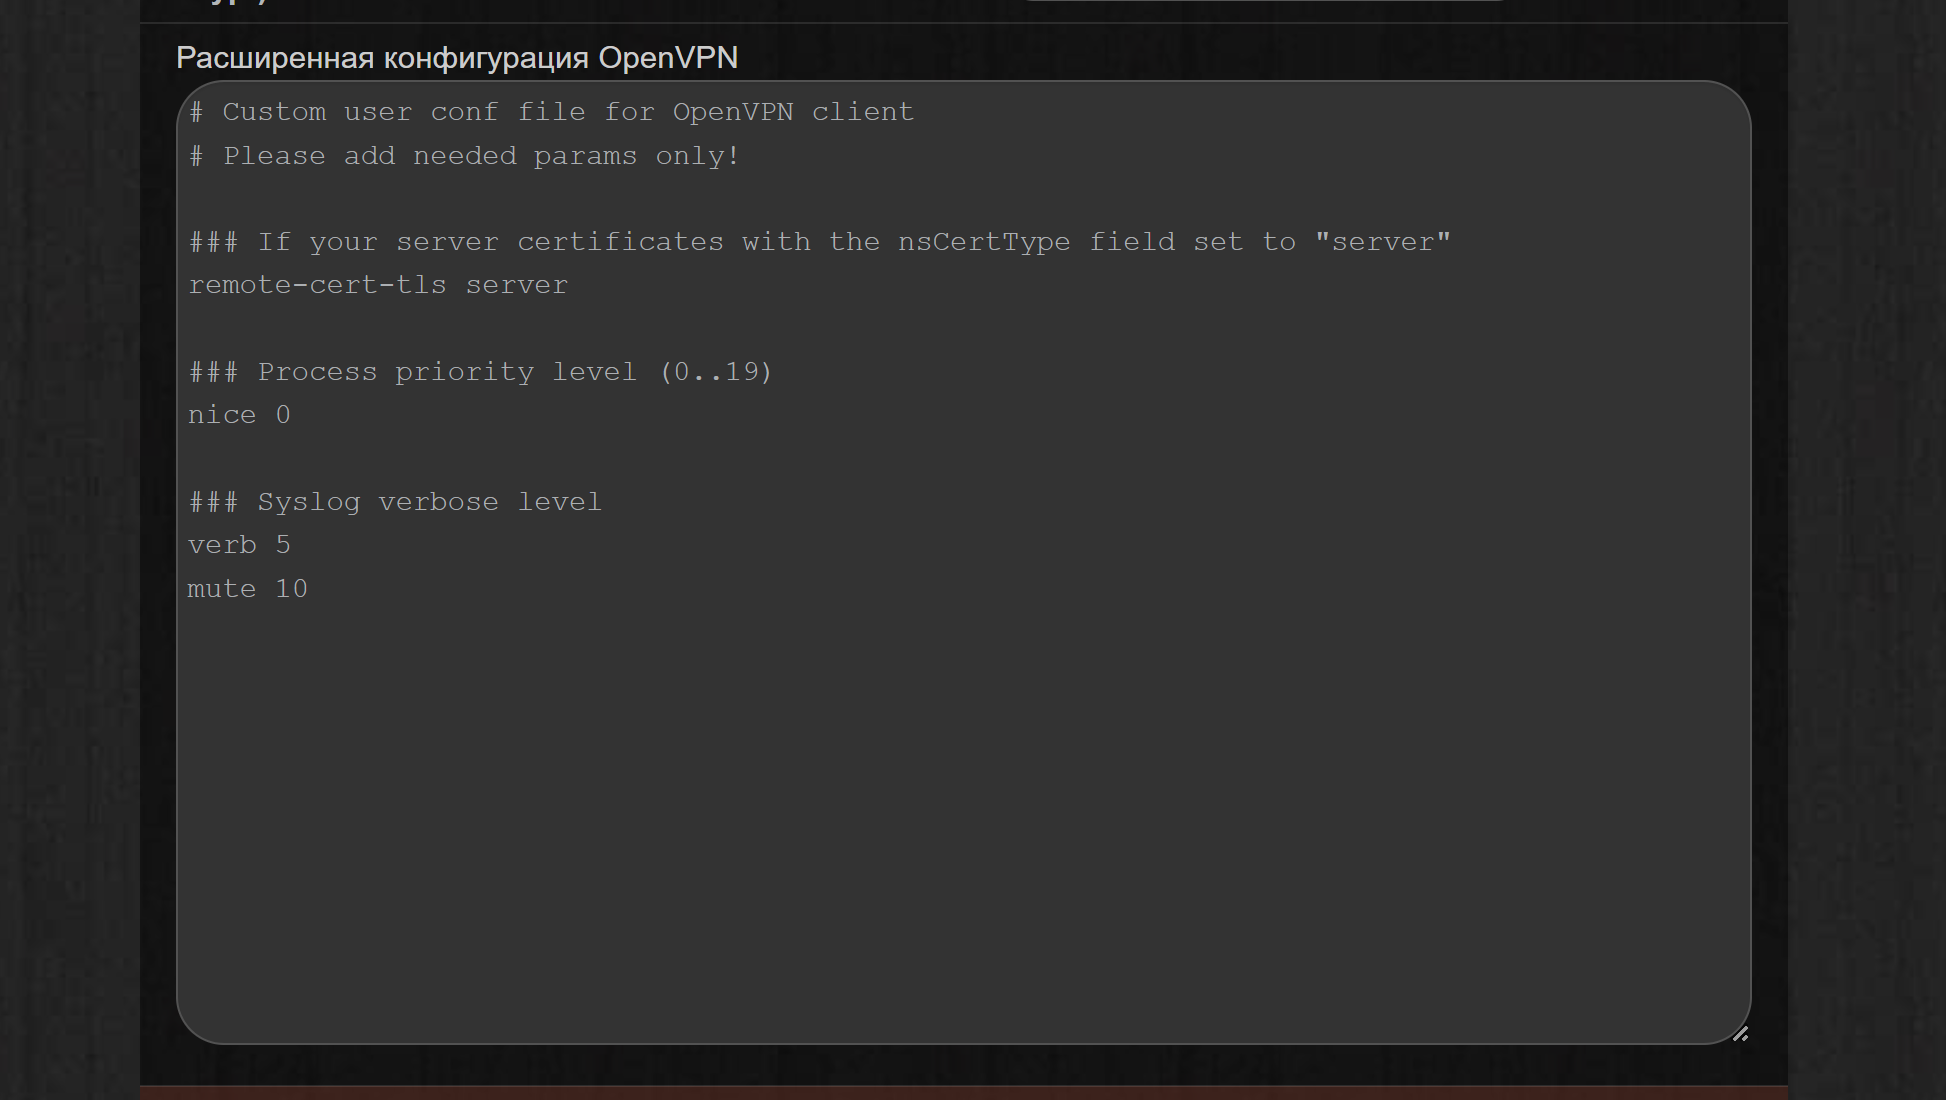 Расширенная конфигурация OpenVPN
# Custom user conf file for OpenVPN client
# Please add needed params only!
### If your server certificates with the nsCertType field set to "server"
remote-cert-tls server
### Process priority level (0..19)
nice 0
### Syslog verbose level
verb 5
mute 10